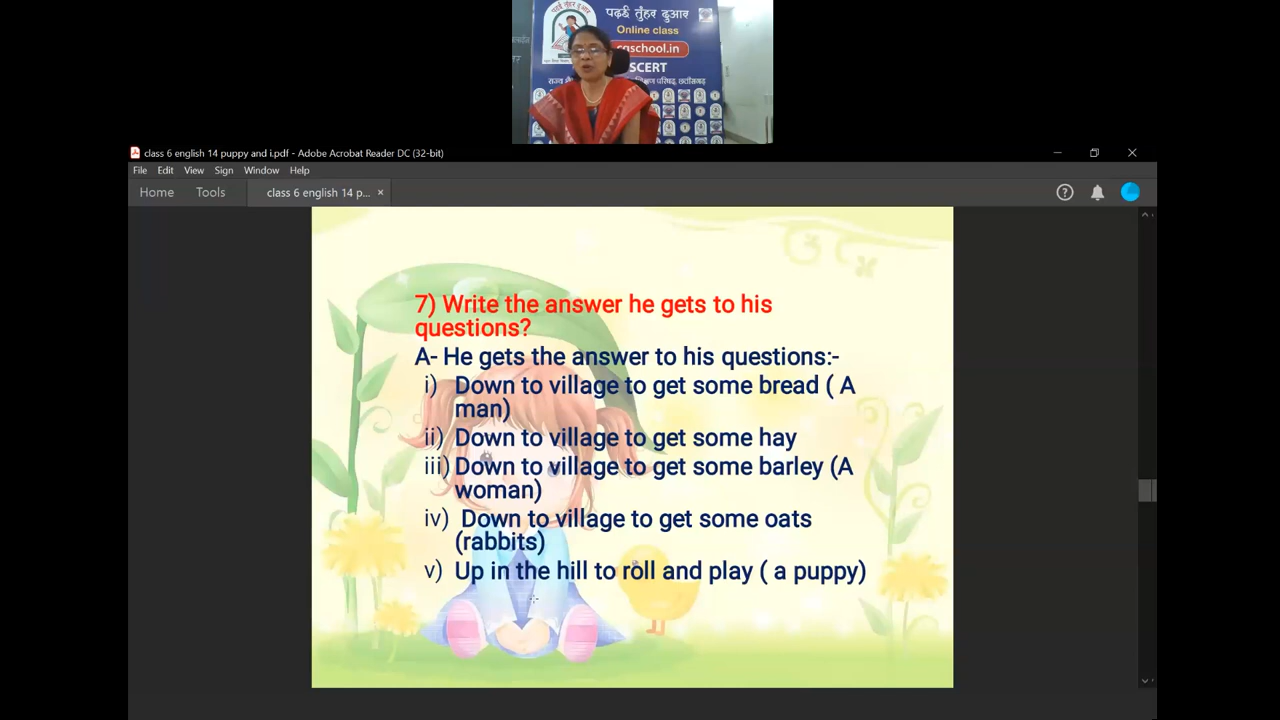 पढ़ई तुँहर दुआर
Online class
cgschool.in
SCERT
class 6 english 14 puppy and i.pdf - Adobe Acrobat Reader DC (32-bit)
File Edit View Sign Window Help
Home Tools class 6 english 14 p... ×
7) Write the answer he gets to his
questions?
A- He gets the answer to his questions:-
i) Down to village to get some bread ( A
man)
ii) Down to village to get some hay
iii) Down to village to get some barley (A
woman)
iv) Down to village to get some oats
(rabbits)
v) Up in the hill to roll and play ( a puppy)